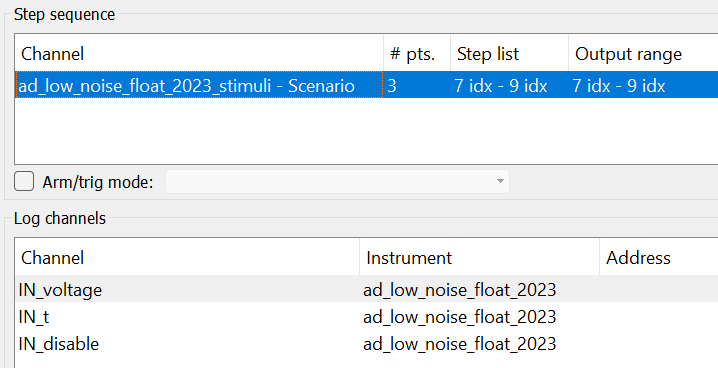 Step sequence
Channel # pts. Step list Output range
ad_low_noise_float_2023_stimuli - Scenario 3 7 idx - 9 idx 7 idx - 9 idx
Arm/trig mode:
Log channels
Channel Instrument Address
IN_voltage ad_low_noise_float_2023
IN_t ad_low_noise_float_2023
IN_disable ad_low_noise_float_2023